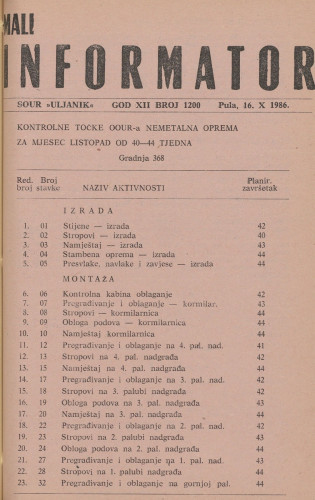 MALI
INFORMATOR
SOUR »ULJANIK« GOD XII BROJ 1200 Pula, 16. X 1986.
KONTROLNE TOČKE OOUR-a NEMETALNA OPREMA
ZA MJESEC LISTOPAD OD 40—44 TJEDNA
Gradnja 368
Red. broj Broj stavke NAZIV AKTIVNOSTI Planir. završetak
IZRADA
1. 01 Stijene — izrada 42
2. 02 Stropovi — izrada 40
3. 03 Namještaj — izrada 43
4. 04 Stambena oprema — izrada 44
5. 05 Presvlake, navlake i zavjese — izrada 44
MONTAŽA
6. 06 Kontrolna kabina oblaganje 42
7. 07 Pregrađivanje i oblaganje — kormilar. 43
8. 08 Stropovi — kormilarnica 44
9. 09 Obloga podova — kormilarnica 44
10. 10 Namještaj kormilarnica 44
11. 12 Pregrađivanje i oblaganje na 4. pal. nad. 41
12. 13 Stropovi na 4. pal. nadgrađa 42
13. 15 Namještaj na 4. pal. nadgrađa 44
14. 17 Pregrađivanje i oblaganje na 3. pal. nad. 42
15. 18 Stropovi na 3. palubi nadgrađa 42
16. 19 Obloga podova na 3. pal. nadgrađa 43
17. 20 Namještaj na 3. pal. nadgrađa 44
18. 22 Pregrađivanje i oblaganje na 2. pal. nad. 42
19. 23 Stropovi na 2. palubi nadgrađa 43
20. 24 Obloga podova na 2. pal. nadgrađa 44
21. 27 Pregrađivanje i oblaganje qa 1. pal. nad. 43
22. 28 Stropovi na 1. palubi nadgrađa 44
23. 32 Pregrađivanje i oblaganje na gornjoj pal. 44